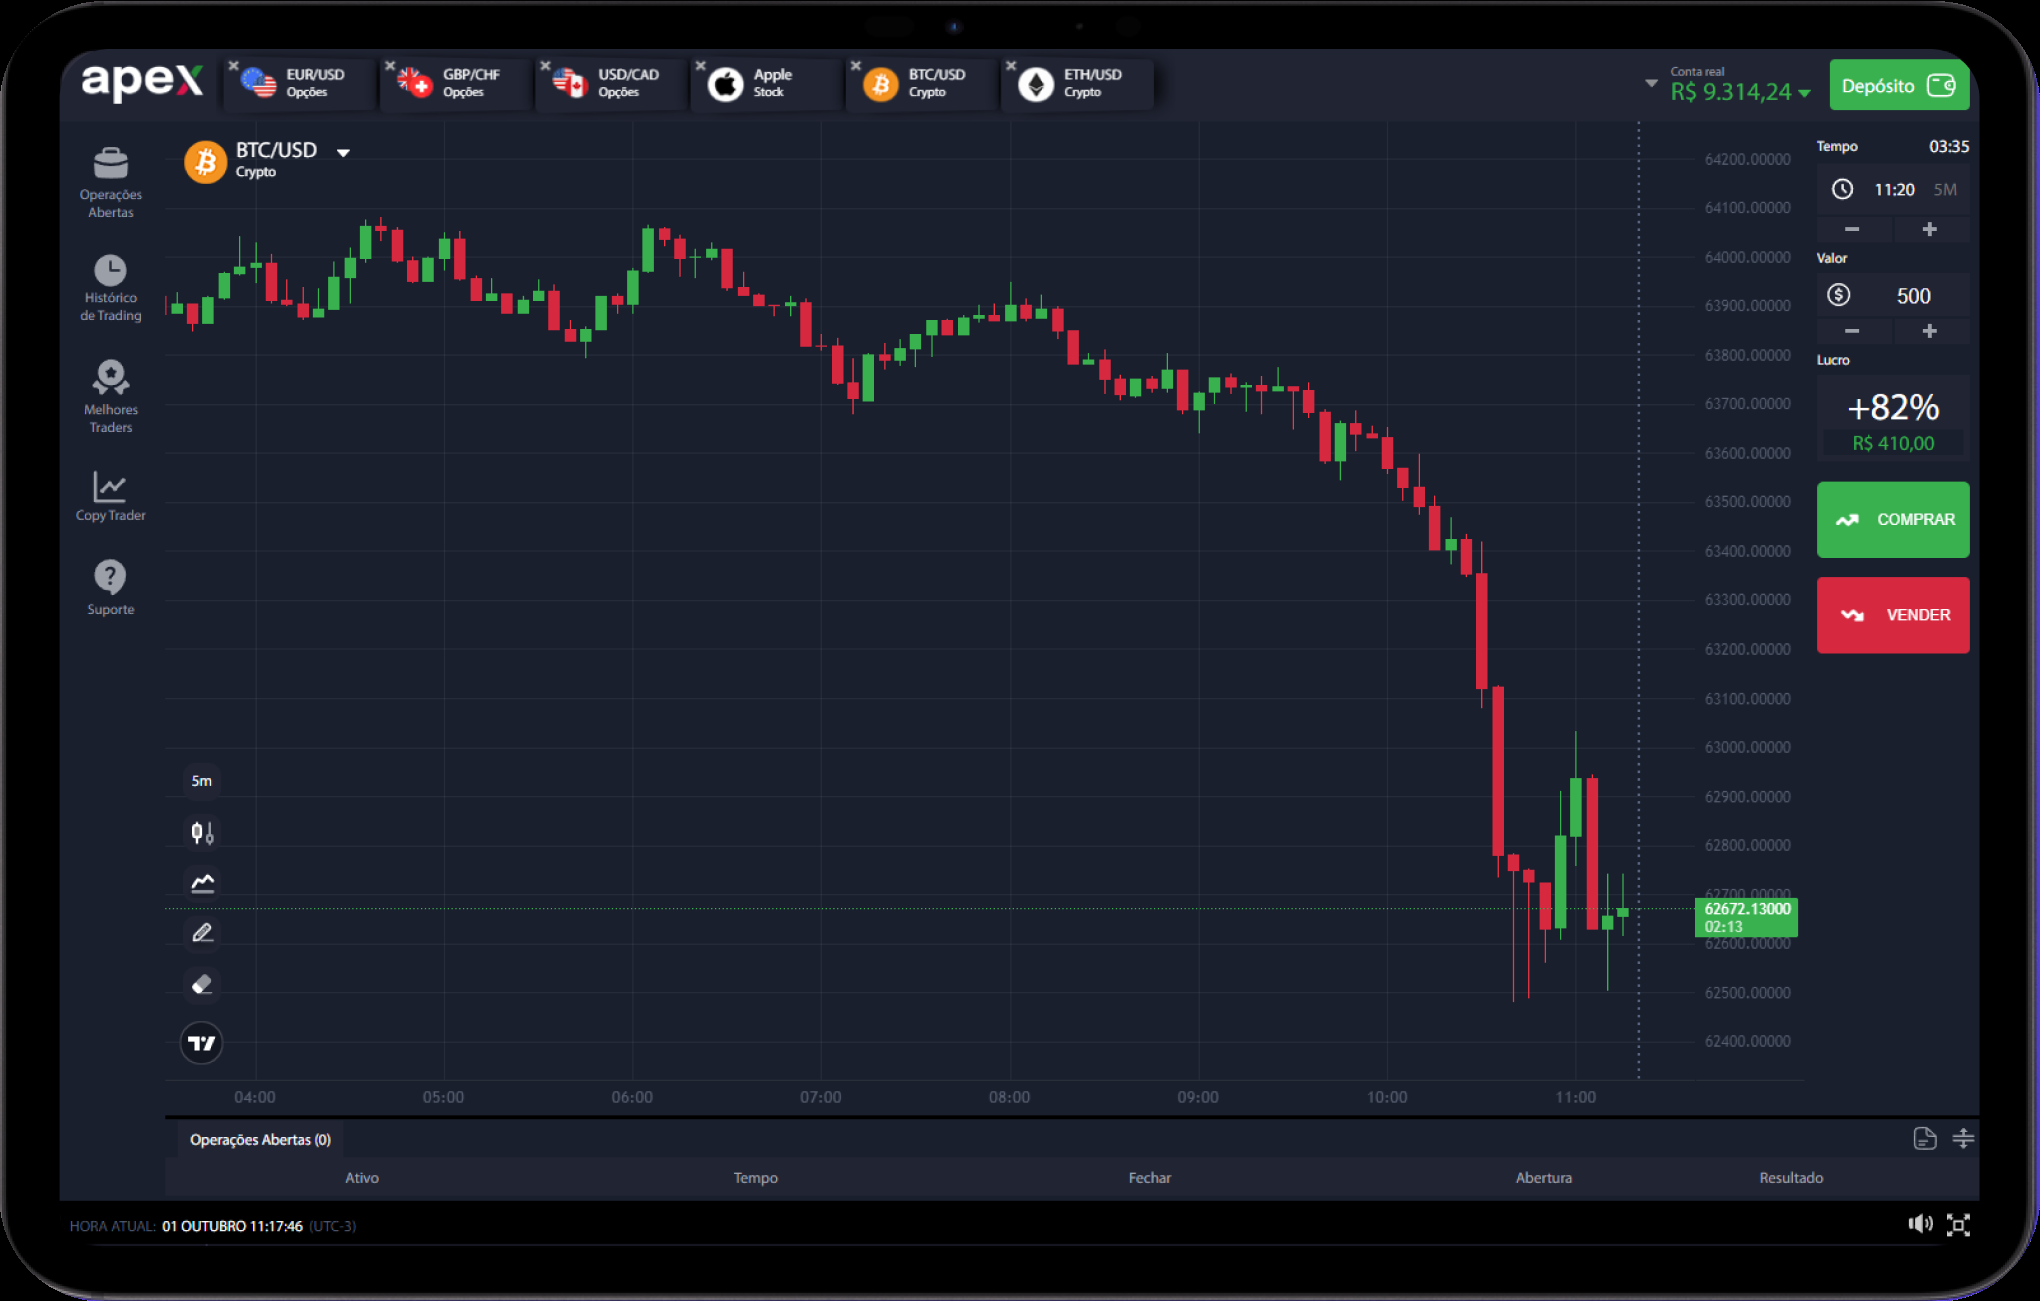 apex
EUR/USD
Opções
GBP/CHF
Opções
USD/CAD
Opções
Apple
Stock
BTC/USD
Crypto
ETH/USD
Crypto
Conta real
R$ 9.314,24
Depósito
Operações
Abertas
Histórico
de Trading
Melhores
Traders
Copy Trader
Suporte
BTC/USD
Crypto
64200.00000
64100.00000
64000.00000
63900.00000
63800.00000
63700.00000
63600.00000
63500.00000
63400.00000
63300.00000
63200.00000
63100.00000
63000.00000
62900.00000
62800.00000
62700.00000
62672.13000
02:13
62600.00000
62500.00000
62400.00000
Tempo 03:35
11:20 5M
Valor
500
Lucro
+82%
R$ 410,00
COMPRAR
VENDER
5m
04:00 05:00 06:00 07:00 08:00 09:00 10:00 11:00
Operações Abertas (0)
Ativo Tempo Fechar Abertura Resultado
HORA ATUAL: 01 OUTUBRO 11:17:46 (UTC-3)